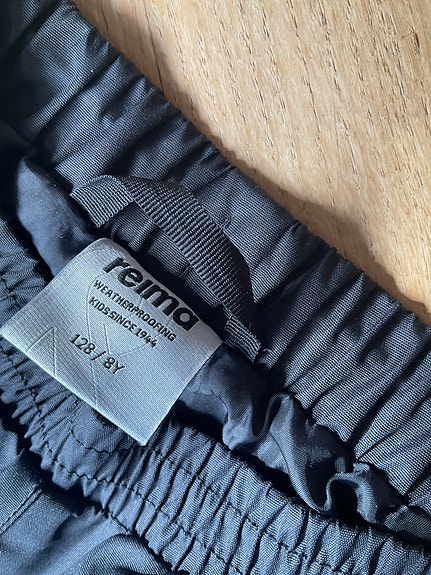 reima
WEATHERPROOFING
KIDS SINCE 1944
128 / 8Y